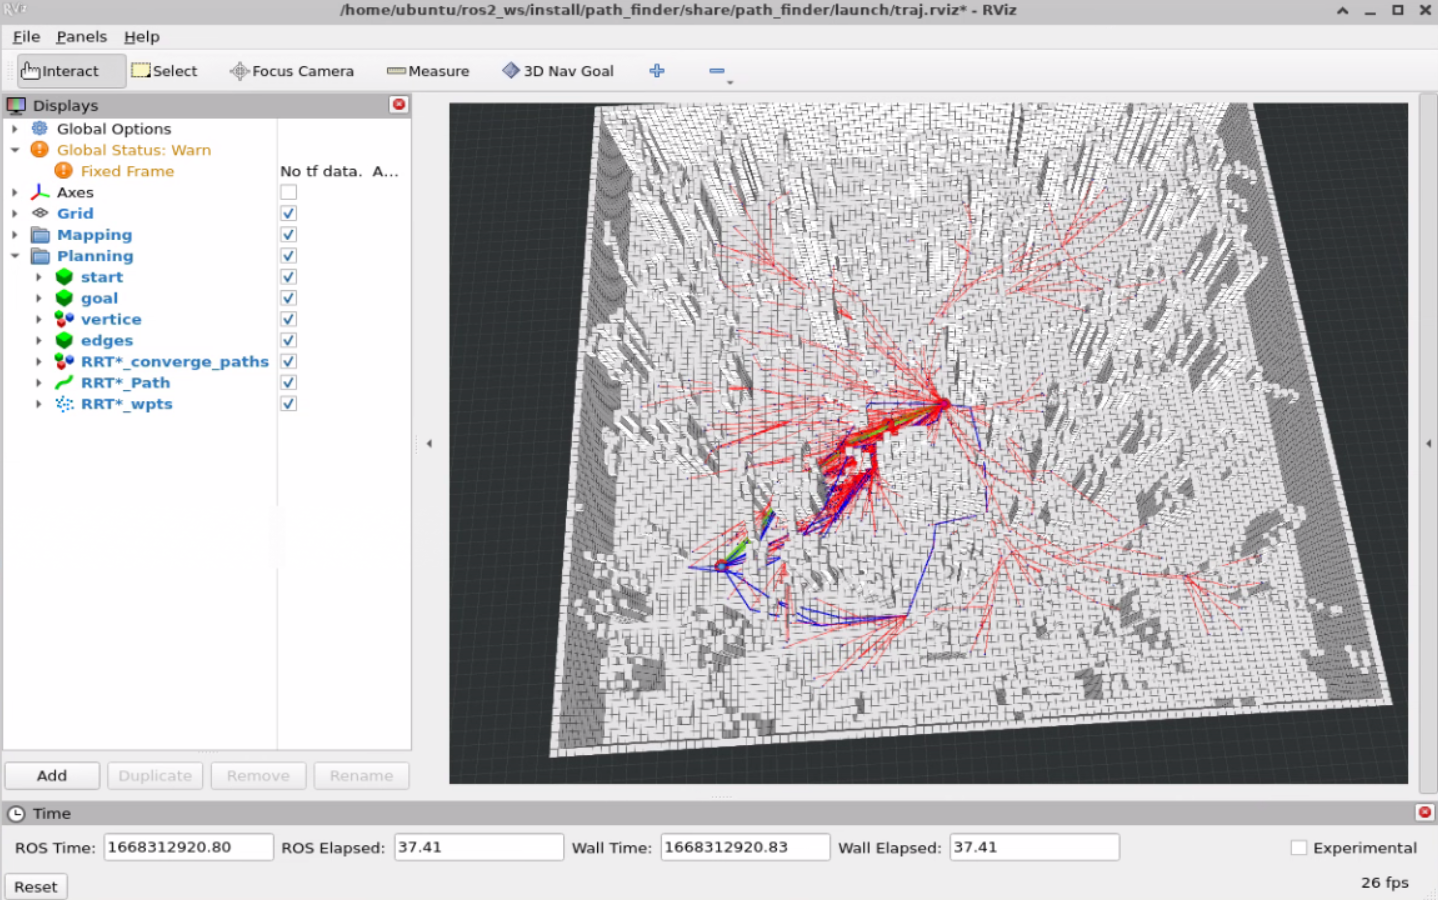 RViz
/home/ubuntu/ros2_ws/install/path_finder/share/path_finder/launch/traj.rviz* - RViz
File Panels Help
Interact Select Focus Camera Measure 3D Nav Goal
Displays
Global Options
Global Status: Warn
Fixed Frame No tf data. A...
Axes
Grid
Mapping
Planning
start
goal
vertice
edges
RRT*_converge_paths
RRT*_Path
RRT*_wpts
Add Duplicate Remove Rename
Time
ROS Time: 1668312920.80 ROS Elapsed: 37.41 Wall Time: 1668312920.83 Wall Elapsed: 37.41 Experimental
Reset 26 fps